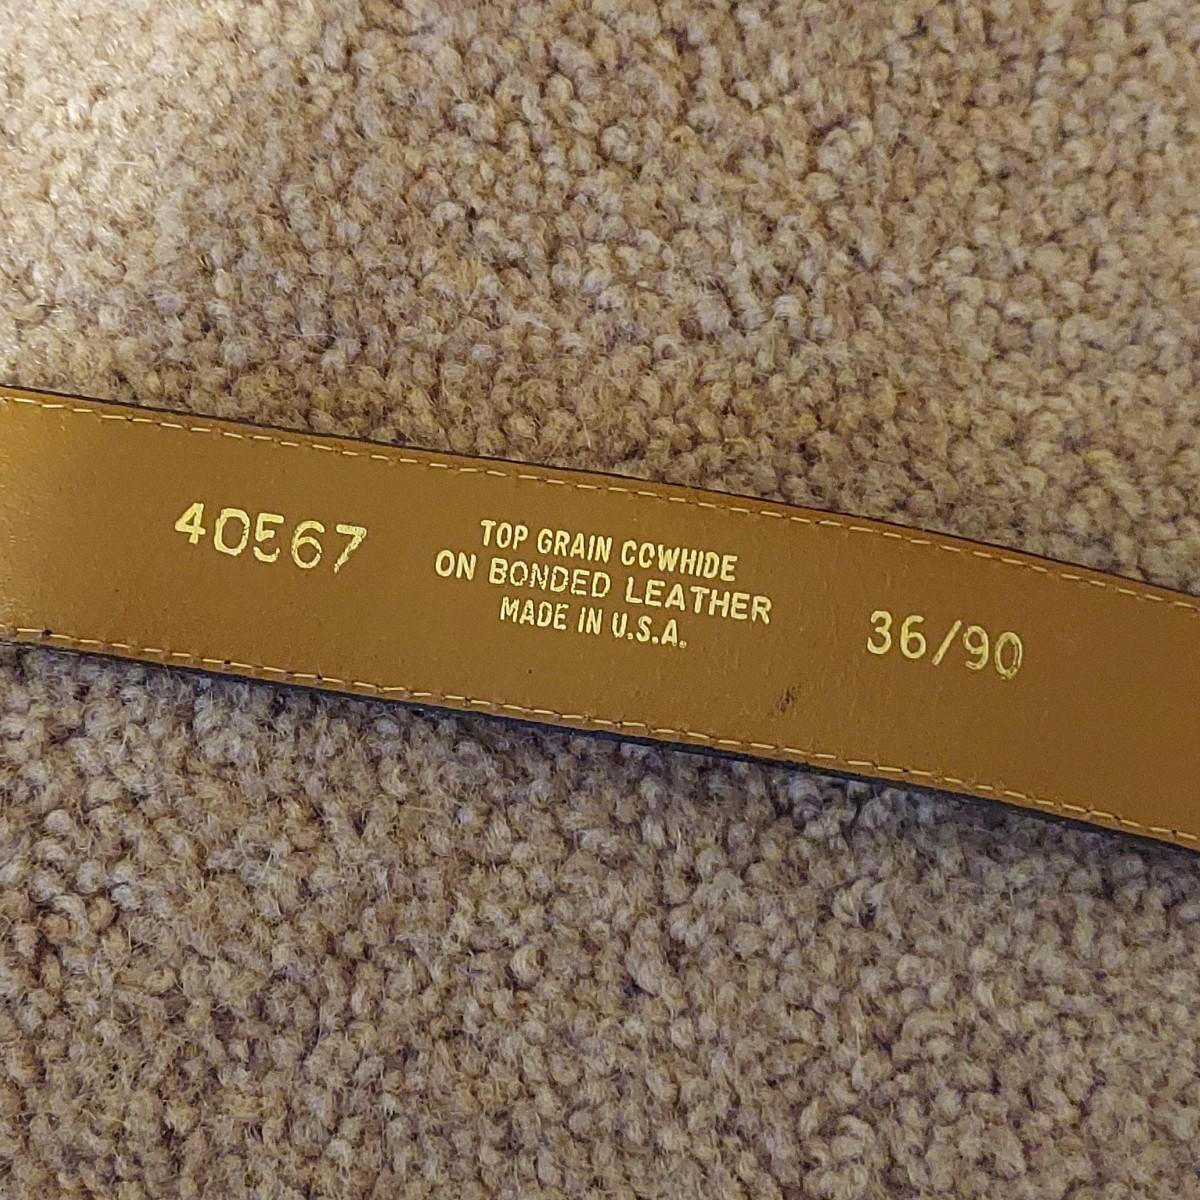 40567
TOP GRAIN COWHIDE
ON BONDED LEATHER
MADE IN U.S.A.
36/90